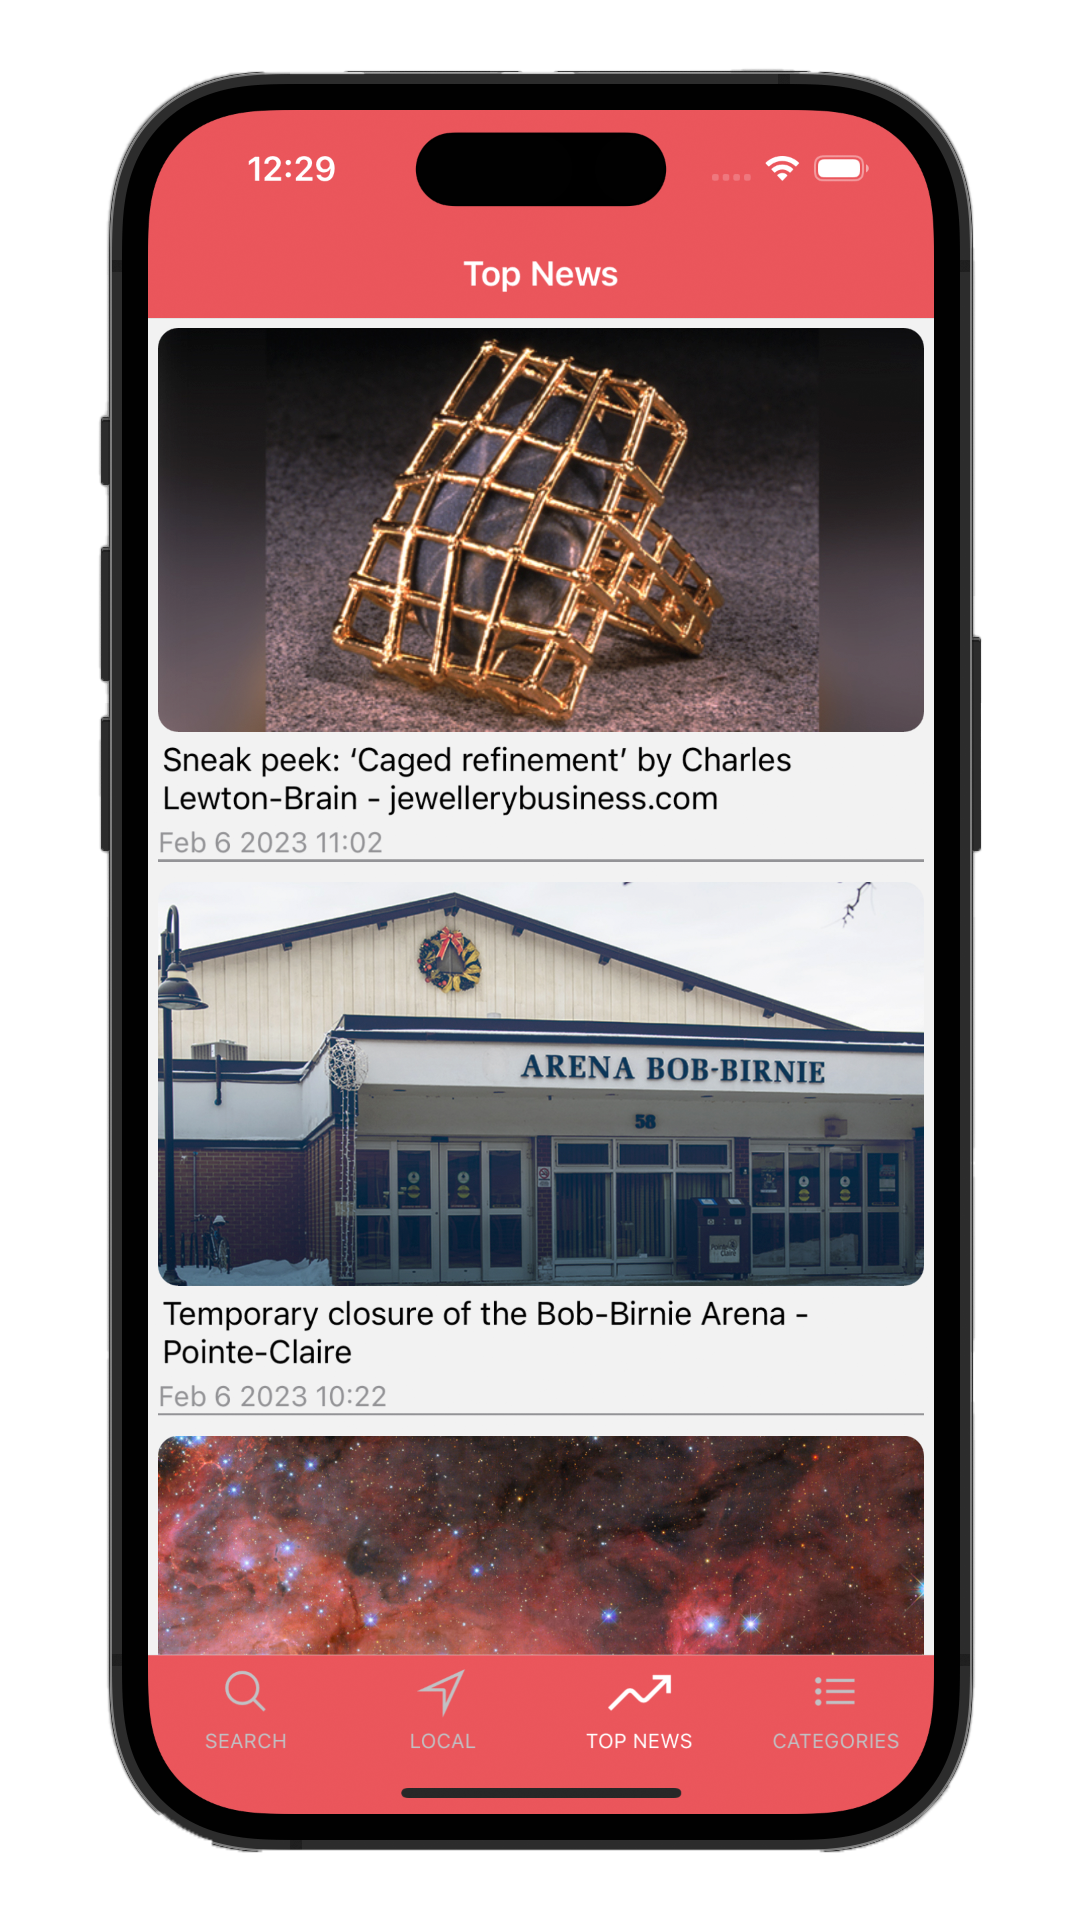 12:29
Top News
Sneak peek: ‘Caged refinement’ by Charles
Lewton-Brain - jewellerybusiness.com
Feb 6 2023 11:02
ARENA BOB-BIRNIE
58
Pointe-Claire
Temporary closure of the Bob-Birnie Arena -
Pointe-Claire
Feb 6 2023 10:22
SEARCH
LOCAL
TOP NEWS
CATEGORIES